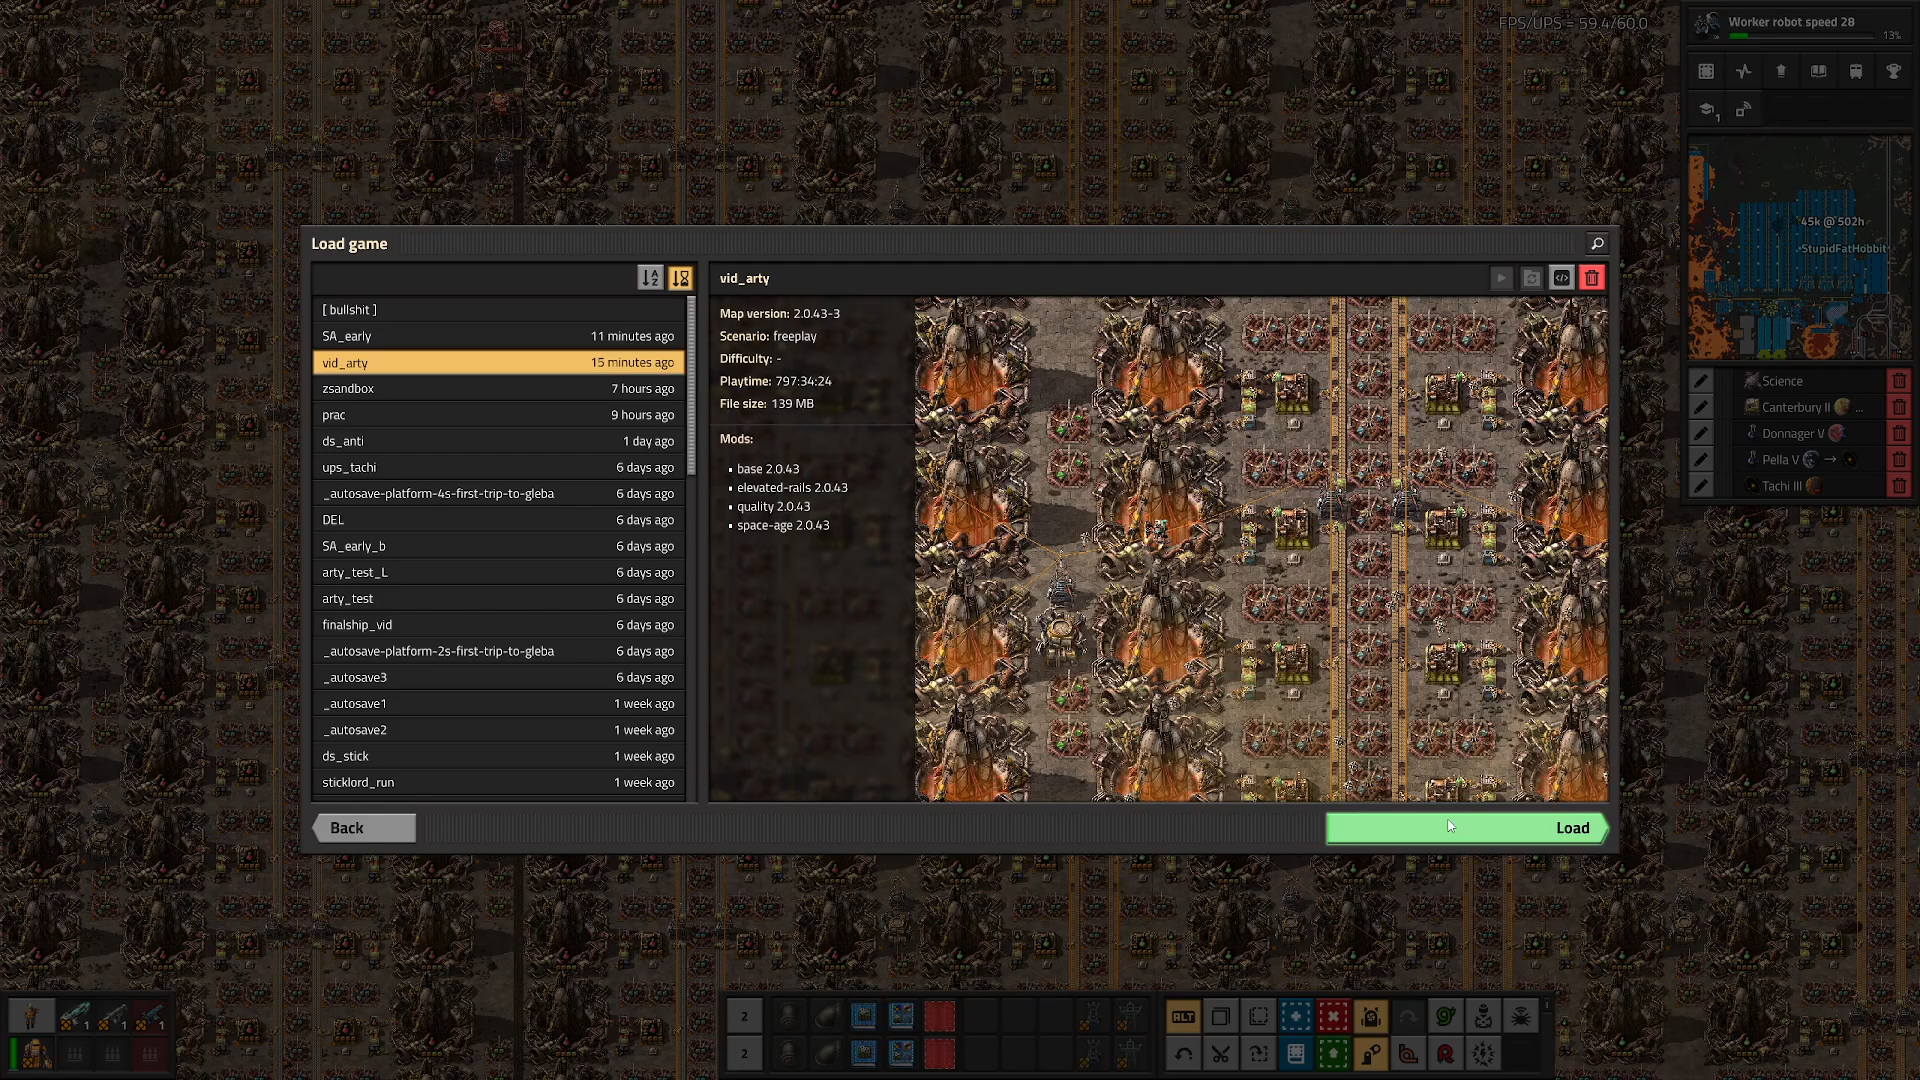 FPS/UPS = 59.4/60.0
Worker robot speed 28
13%
1
45k @ 502h
StupidFatHobbit
Science
Canterbury II ...
Donnager V
Pella V →
Tachi III
Load game
vid_arty
[ bullshit ]
SA_early 11 minutes ago
vid_arty 15 minutes ago
zsandbox 7 hours ago
prac 9 hours ago
ds_anti 1 day ago
ups_tachi 6 days ago
_autosave-platform-4s-first-trip-to-gleba 6 days ago
DEL 6 days ago
SA_early_b 6 days ago
arty_test_L 6 days ago
arty_test 6 days ago
finalship_vid 6 days ago
_autosave-platform-2s-first-trip-to-gleba 6 days ago
_autosave3 6 days ago
_autosave1 1 week ago
_autosave2 1 week ago
ds_stick 1 week ago
sticklord_run 1 week ago
Map version: 2.0.43-3
Scenario: freeplay
Difficulty: -
Playtime: 797:34:24
File size: 139 MB
Mods:
▪ base 2.0.43
▪ elevated-rails 2.0.43
▪ quality 2.0.43
▪ space-age 2.0.43
Back
Load
1 1 1
2
ALT
2